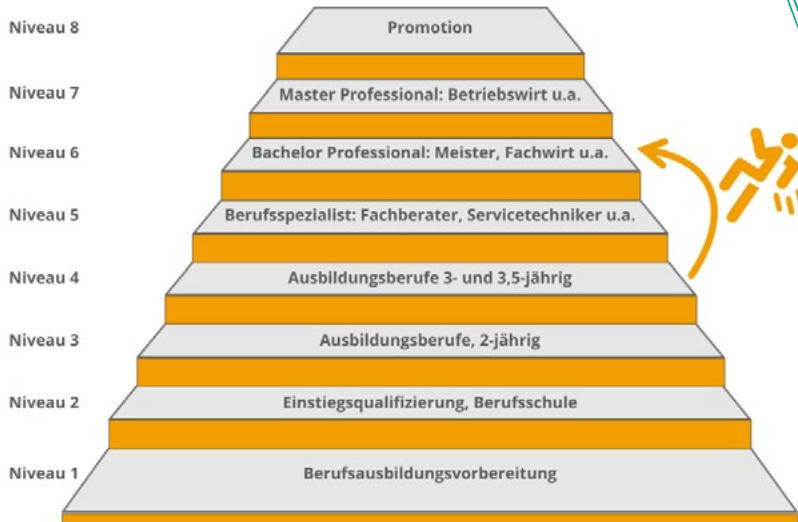 Niveau 8 Promotion
Niveau 7 Master Professional: Betriebswirt u.a.
Niveau 6 Bachelor Professional: Meister, Fachwirt u.a.
Niveau 5 Berufsspezialist: Fachberater, Servicetechniker u.a.
Niveau 4 Ausbildungsberufe 3- und 3,5-jährig
Niveau 3 Ausbildungsberufe, 2-jährig
Niveau 2 Einstiegsqualifizierung, Berufsschule
Niveau 1 Berufsausbildungsvorbereitung